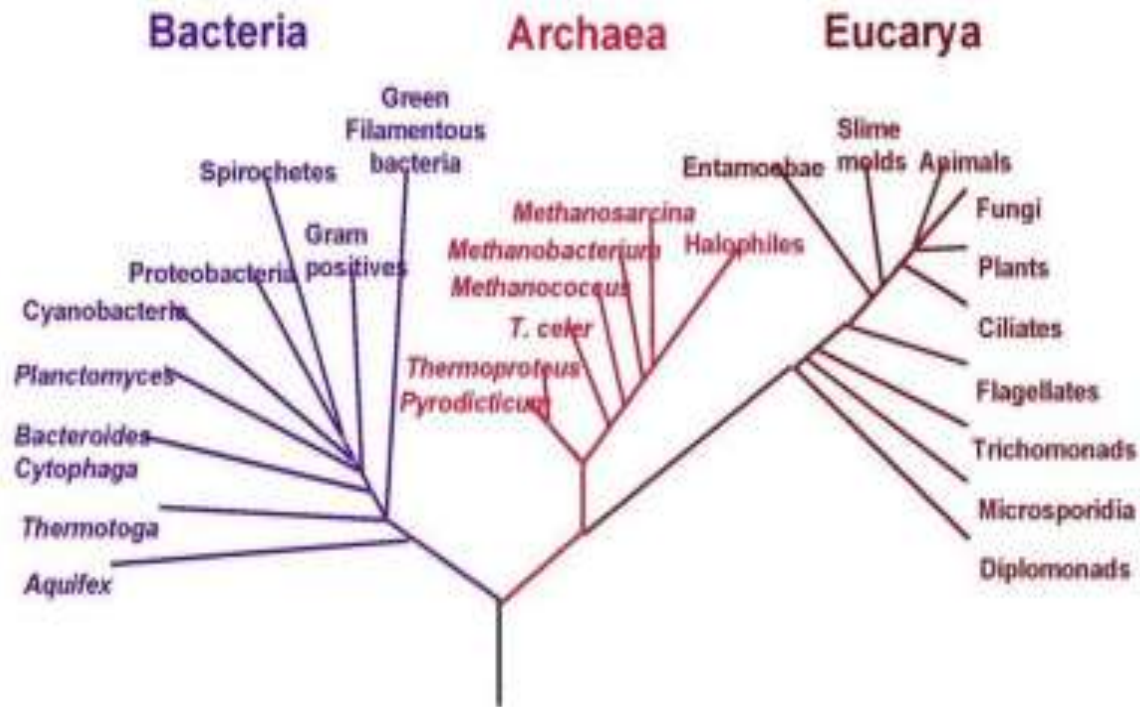 Bacteria
Archaea
Eucarya
Green
Filamentous
bacteria
Spirochetes
Gram
positives
Proteobacteria
Cyanobacteria
Planctomyces
Bacteroides
Cytophaga
Thermotoga
Aquifex
Methanosarcina
Methanobacterium
Halophiles
Methanococcus
T. celer
Thermoproteus
Pyrodicticum
Entamoebae
Slime
molds
Animals
Fungi
Plants
Ciliates
Flagellates
Trichomonads
Microsporidia
Diplomonads